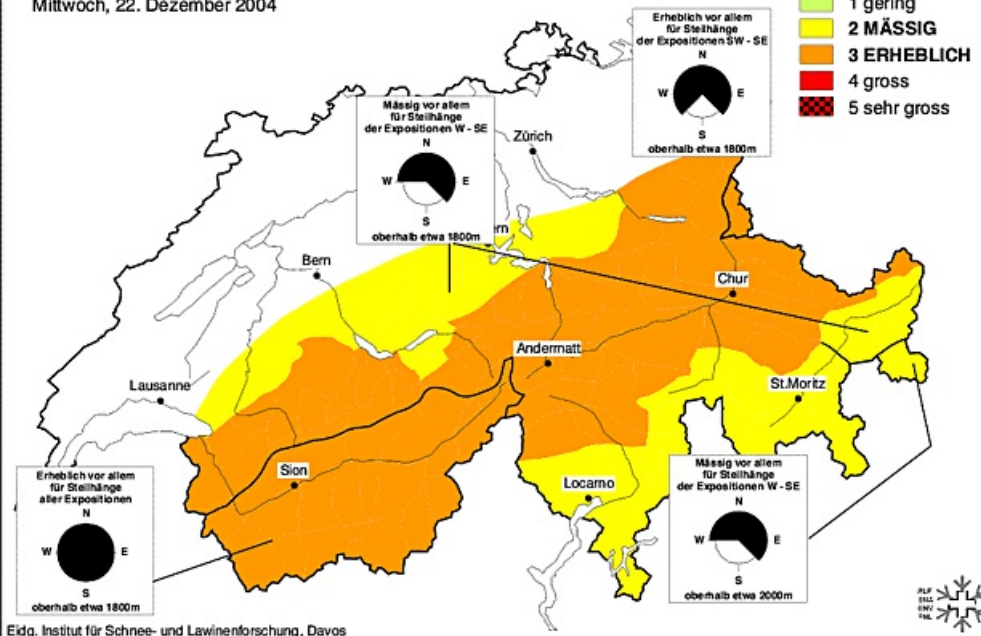 Mittwoch, 22. Dezember 2004
1 gering
2 MÄSSIG
3 ERHEBLICH
4 gross
5 sehr gross
Erheblich vor allem
für Steilhänge
der Expositionen SW - SE
N
W E
S
oberhalb etwa 1800m
Mässig vor allem
für Steilhänge
der Expositionen W - SE
N
W E
S
oberhalb etwa 1800m
Zürich
ern
Bern
Chur
Andermatt
Lausanne
St.Moritz
Sion
Locarno
Erheblich vor allem
für Steilhänge
aller Expositionen
N
W E
S
oberhalb etwa 1800m
Mässig vor allem
für Steilhänge
der Expositionen W - SE
N
W E
S
oberhalb etwa 2000m
Eidg. Institut für Schnee- und Lawinenforschung, Davos